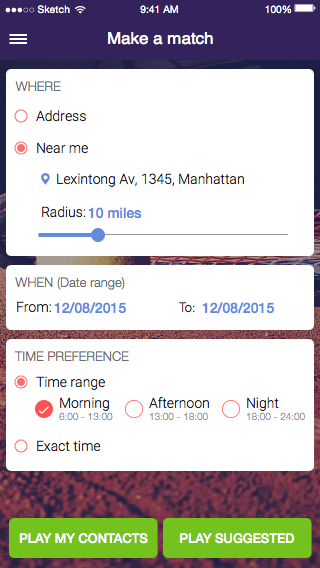 Sketch 9:41 AM 100%
Make a match
WHERE
Address
Near me
Lexintong Av, 1345, Manhattan
Radius: 10 miles
WHEN (Date range)
From: 12/08/2015 To: 12/08/2015
TIME PREFERENCE
Time range
Morning Afternoon Night
6:00 - 13:00 13:00 - 18:00 18:00 - 24:00
Exact time
PLAY MY CONTACTS PLAY SUGGESTED